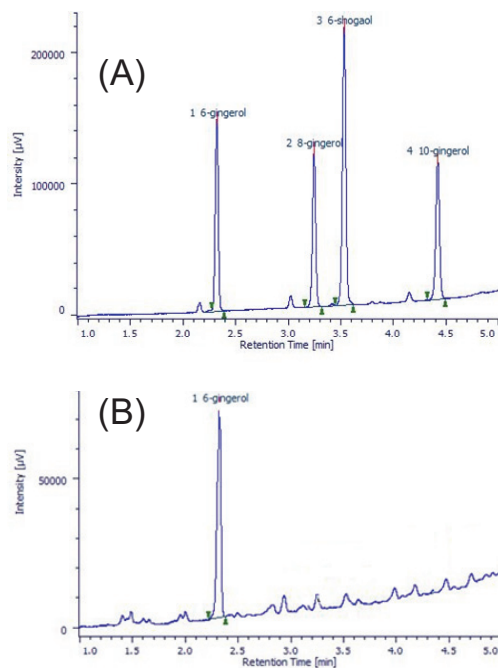 (A)
3 6-shogaol
200000
1 6-gingerol
2 8-gingerol
4 10-gingerol
100000
0
Intersity [µV]
1.0 1.5 2.0 2.5 3.0 3.5 4.0 4.5 5.0
Retention Time [min]
(B)
1 6-gingerol
50000
0
Intensity [µV]
1.0 1.5 2.0 2.5 3.0 3.5 4.0 4.5 5.0
Retention Time [min]